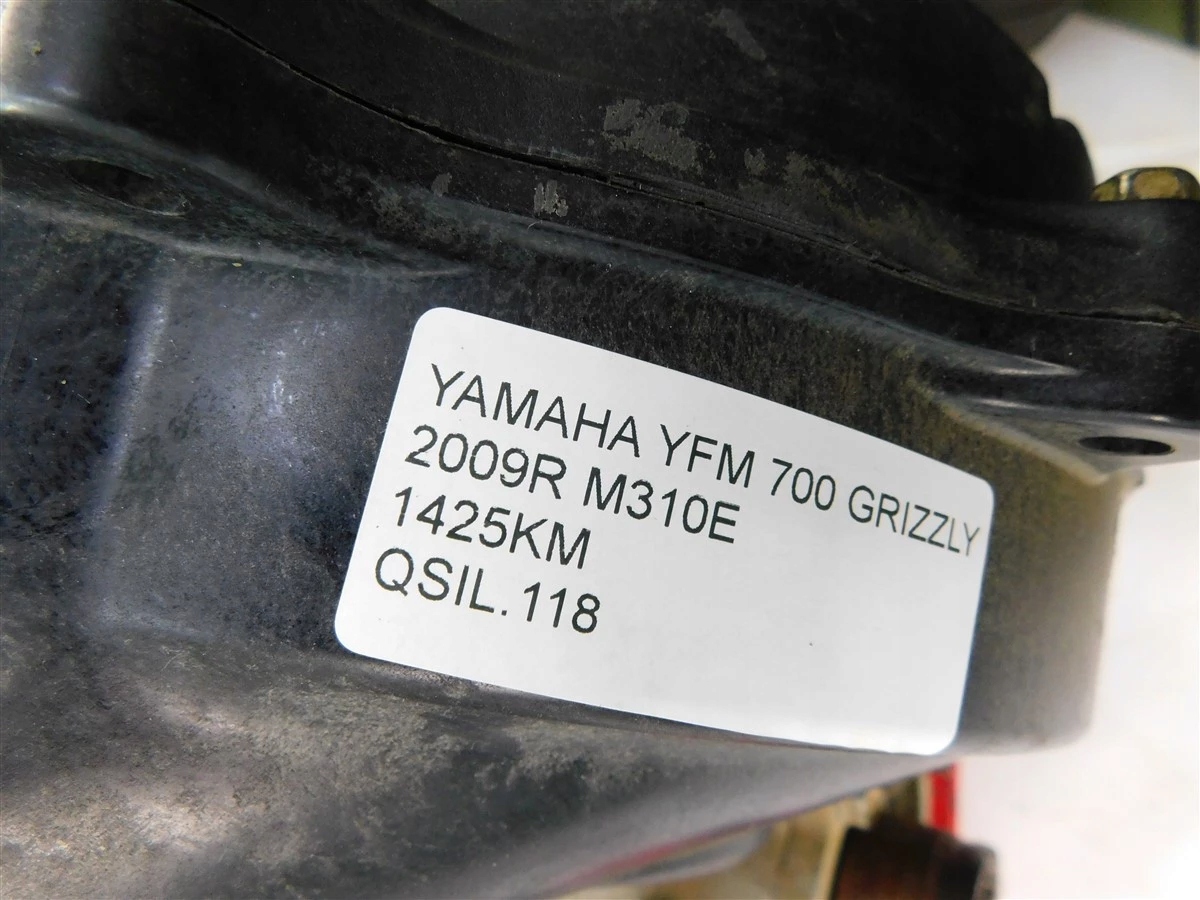 YAMAHA YFM 700 GRIZZLY
2009R M310E
1425KM
QSIL.118